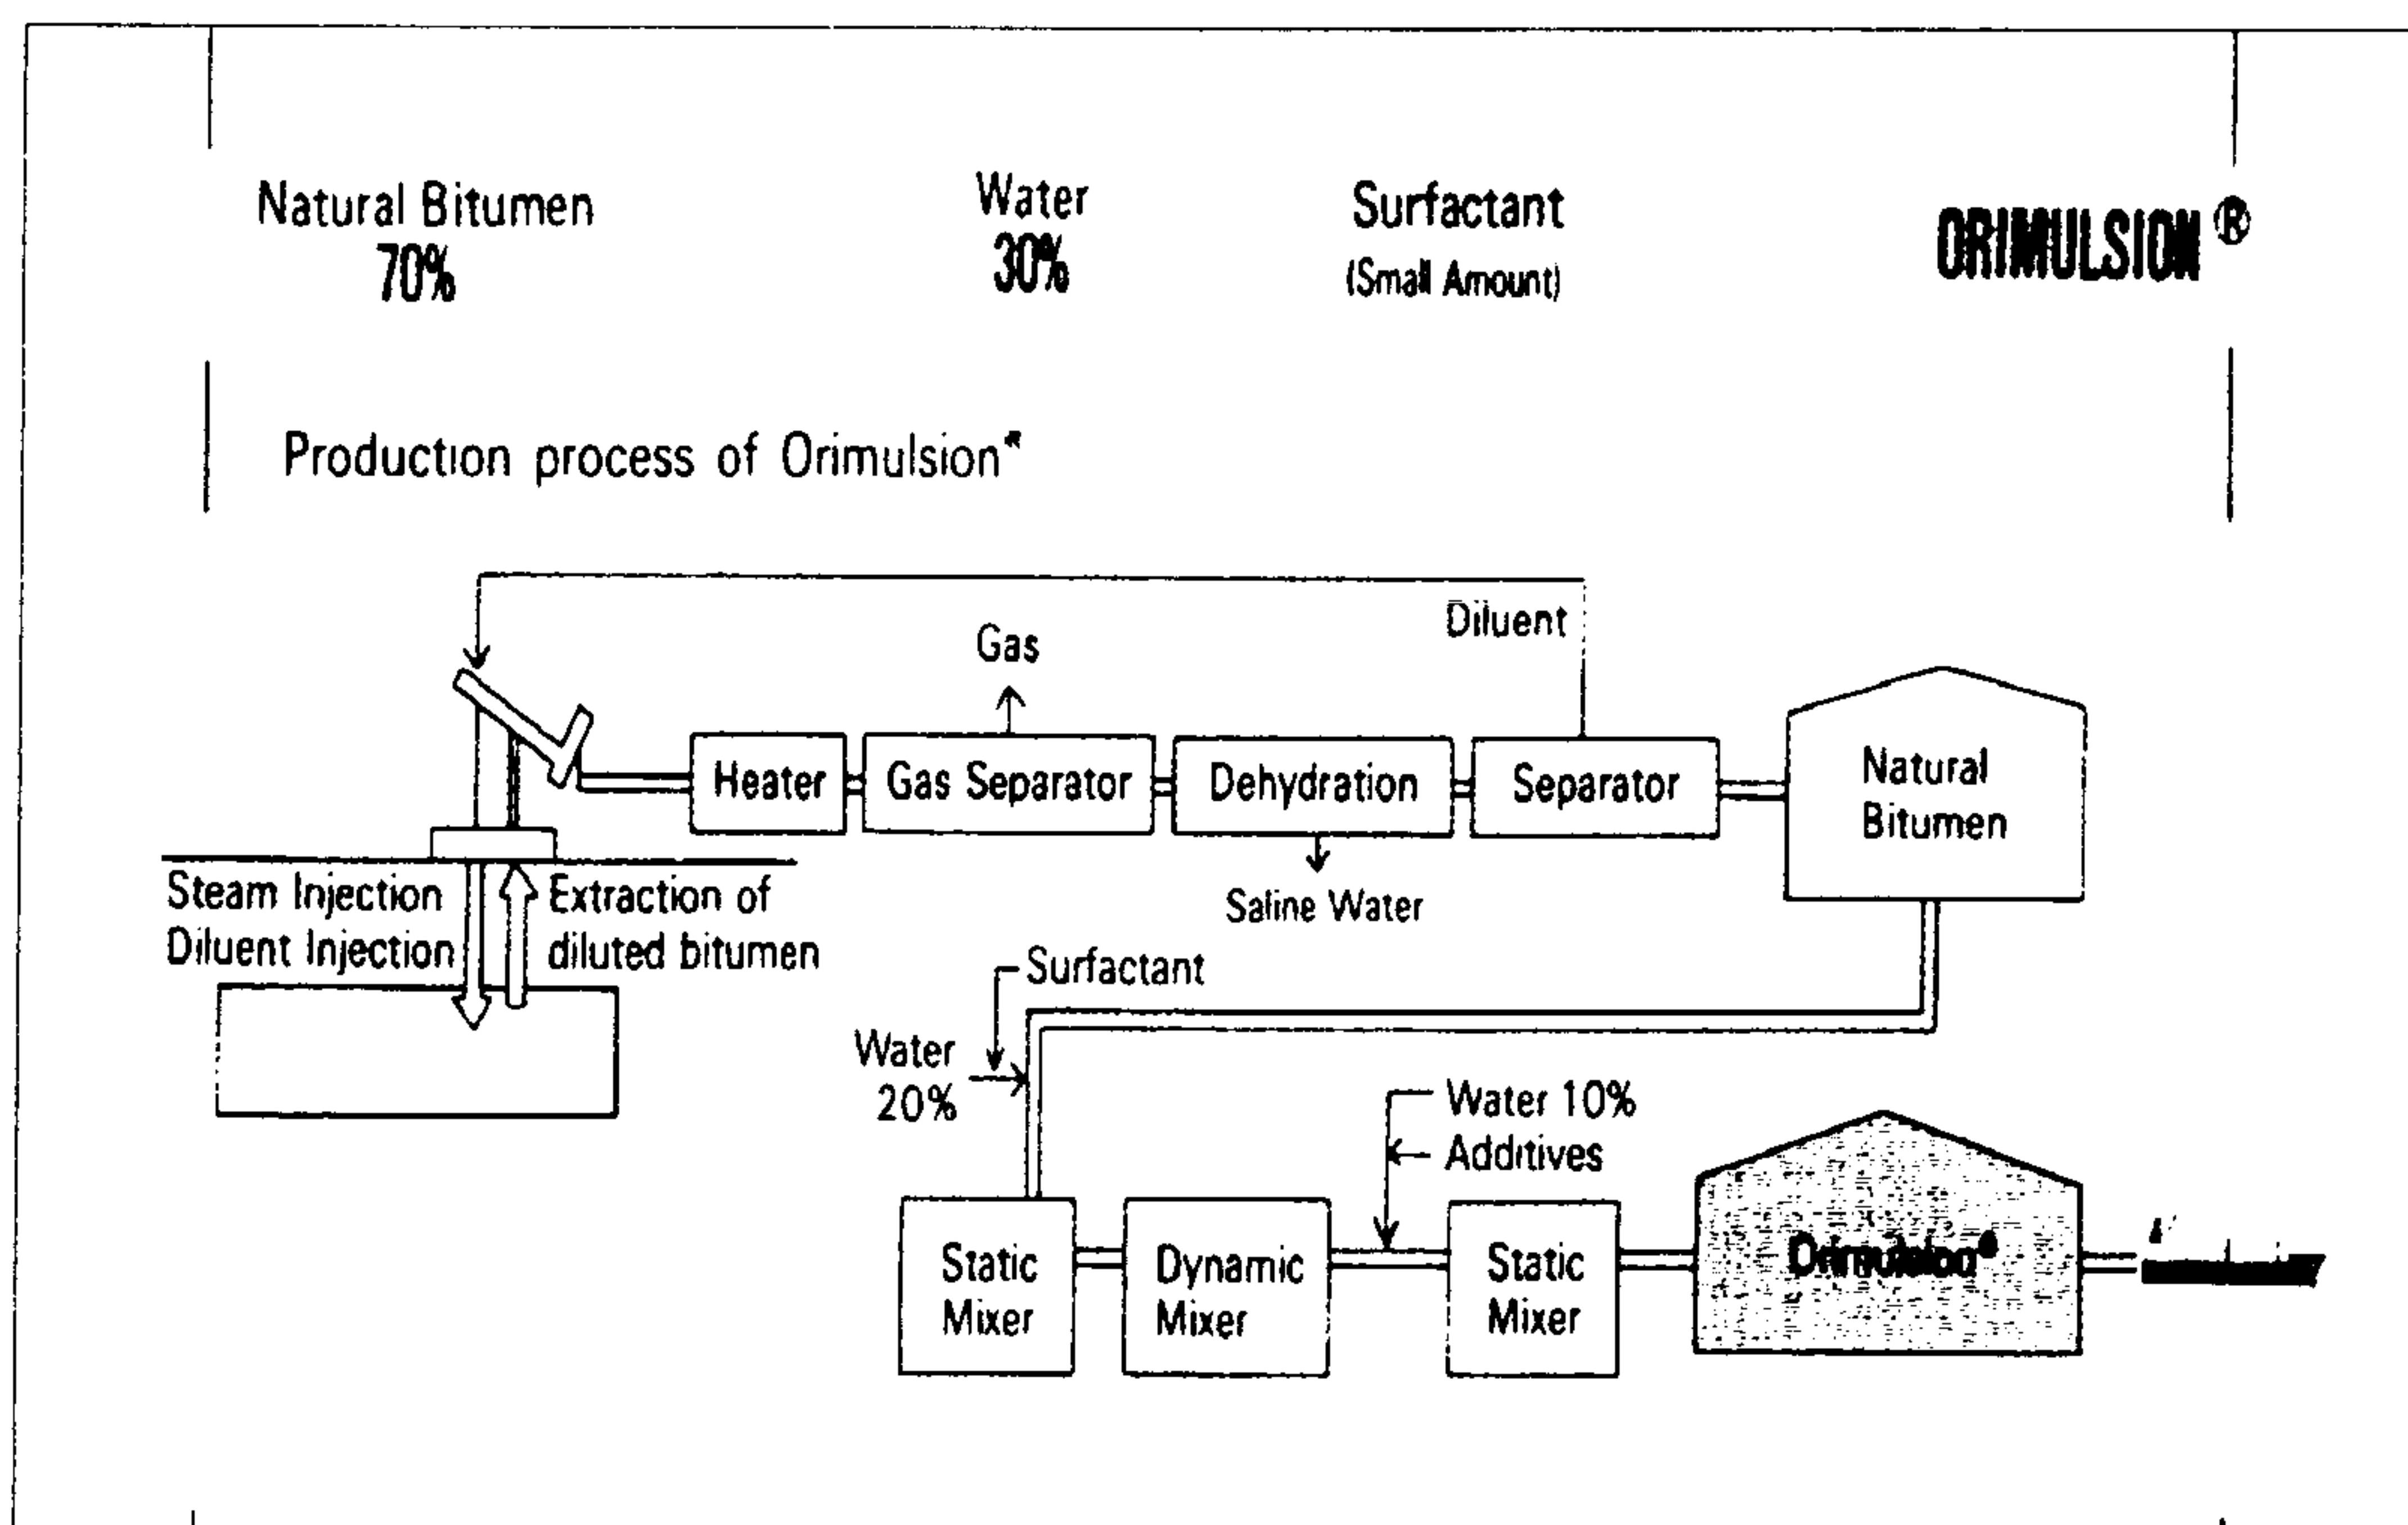 Natural Bitumen
70%
Water
30%
Surfactant
(Small Amount)
ORIMULSION ®
Production process of Orimulsion®
Diluent
Gas
Heater
Gas Separator
Dehydration
Separator
Natural
Bitumen
Saline Water
Steam Injection
Diluent Injection
Extraction of
diluted bitumen
Surfactant
Water
20%
Water 10%
Additives
Static
Mixer
Dynamic
Mixer
Static
Mixer
Orimulsion®